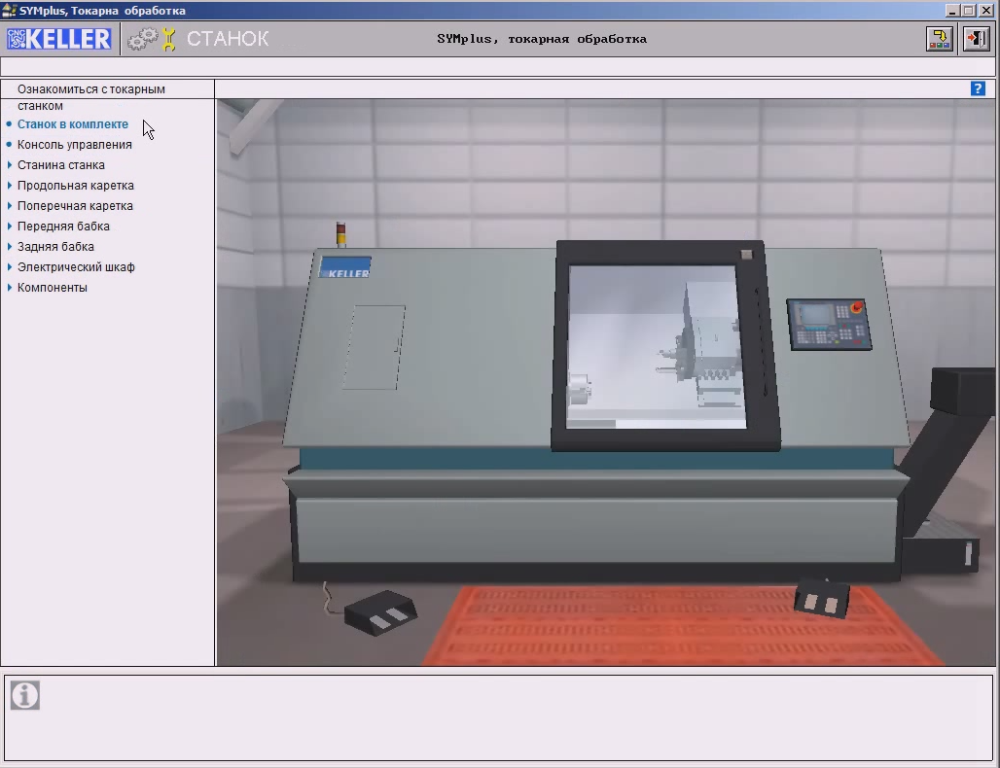 SYMplus, Токарна обработка
CNC KELLER
СТАНОК
SYMplus, токарная обработка
Ознакомиться с токарным
станком
?
Станок в комплекте
Консоль управления
Станина станка
Продольная каретка
Поперечная каретка
Передняя бабка
Задняя бабка
Электрический шкаф
Компоненты
KELLER